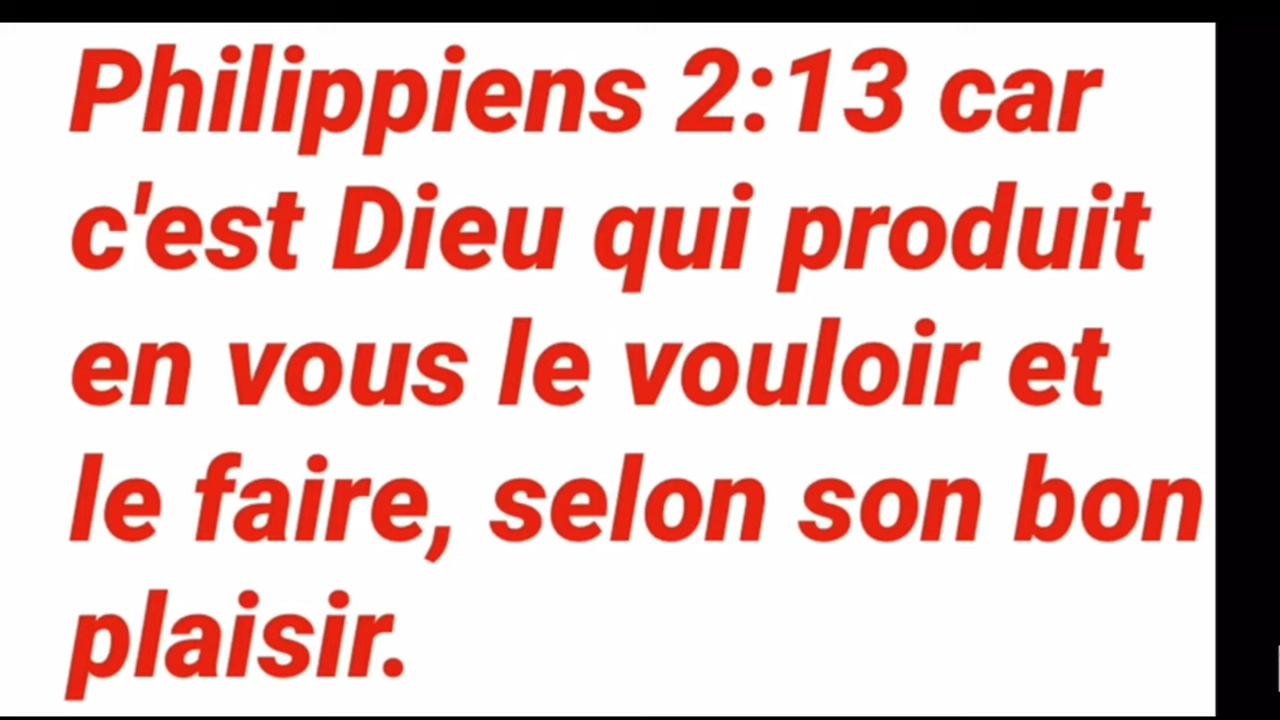 Philippiens 2:13 car
c'est Dieu qui produit
en vous le vouloir et
le faire, selon son bon
plaisir.